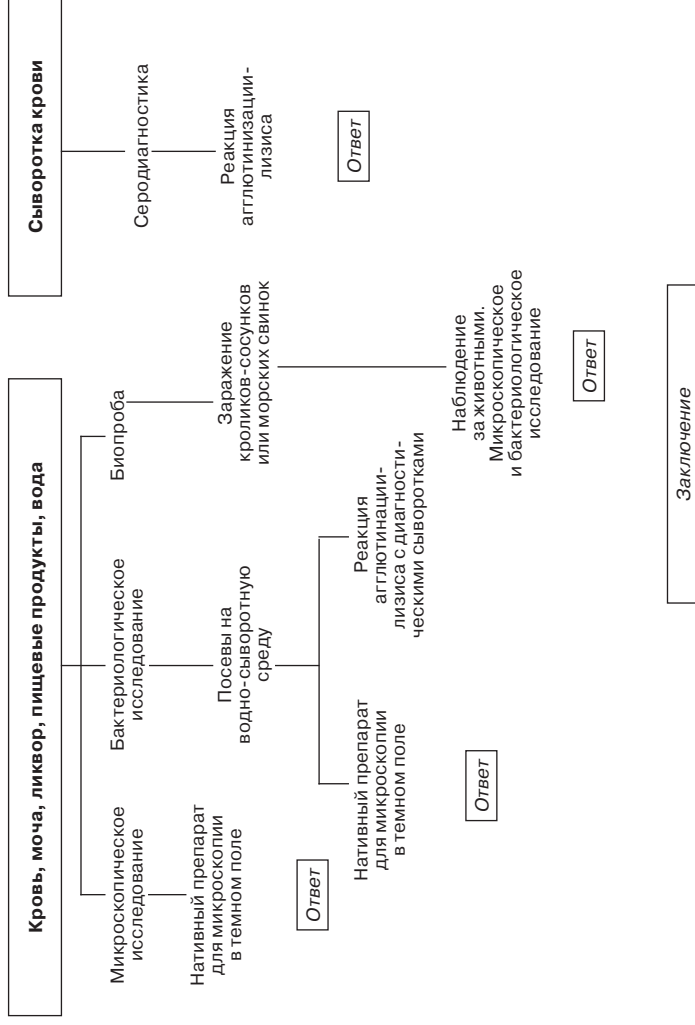 Кровь, моча, ликвор, пищевые продукты, вода
Микроскопическое
исследование
Нативный препарат
для микроскопии
в темном поле
Ответ
Бактериологическое
исследование
Посевы на
водно-сывороточную
среду
Нативный препарат
для микроскопии
в темном поле
Ответ
Реакция
агглютинации-
лизиса с диагности-
ческими сыворотками
Биопроба
Заражение
кроликов-сосунков
или морских свинок
Наблюдение
за животными.
Микроскопическое
и бактериологическое
исследование
Ответ
Сыворотка крови
Серодиагностика
Реакция
агглютинизации-
лизиса
Ответ
Заключение